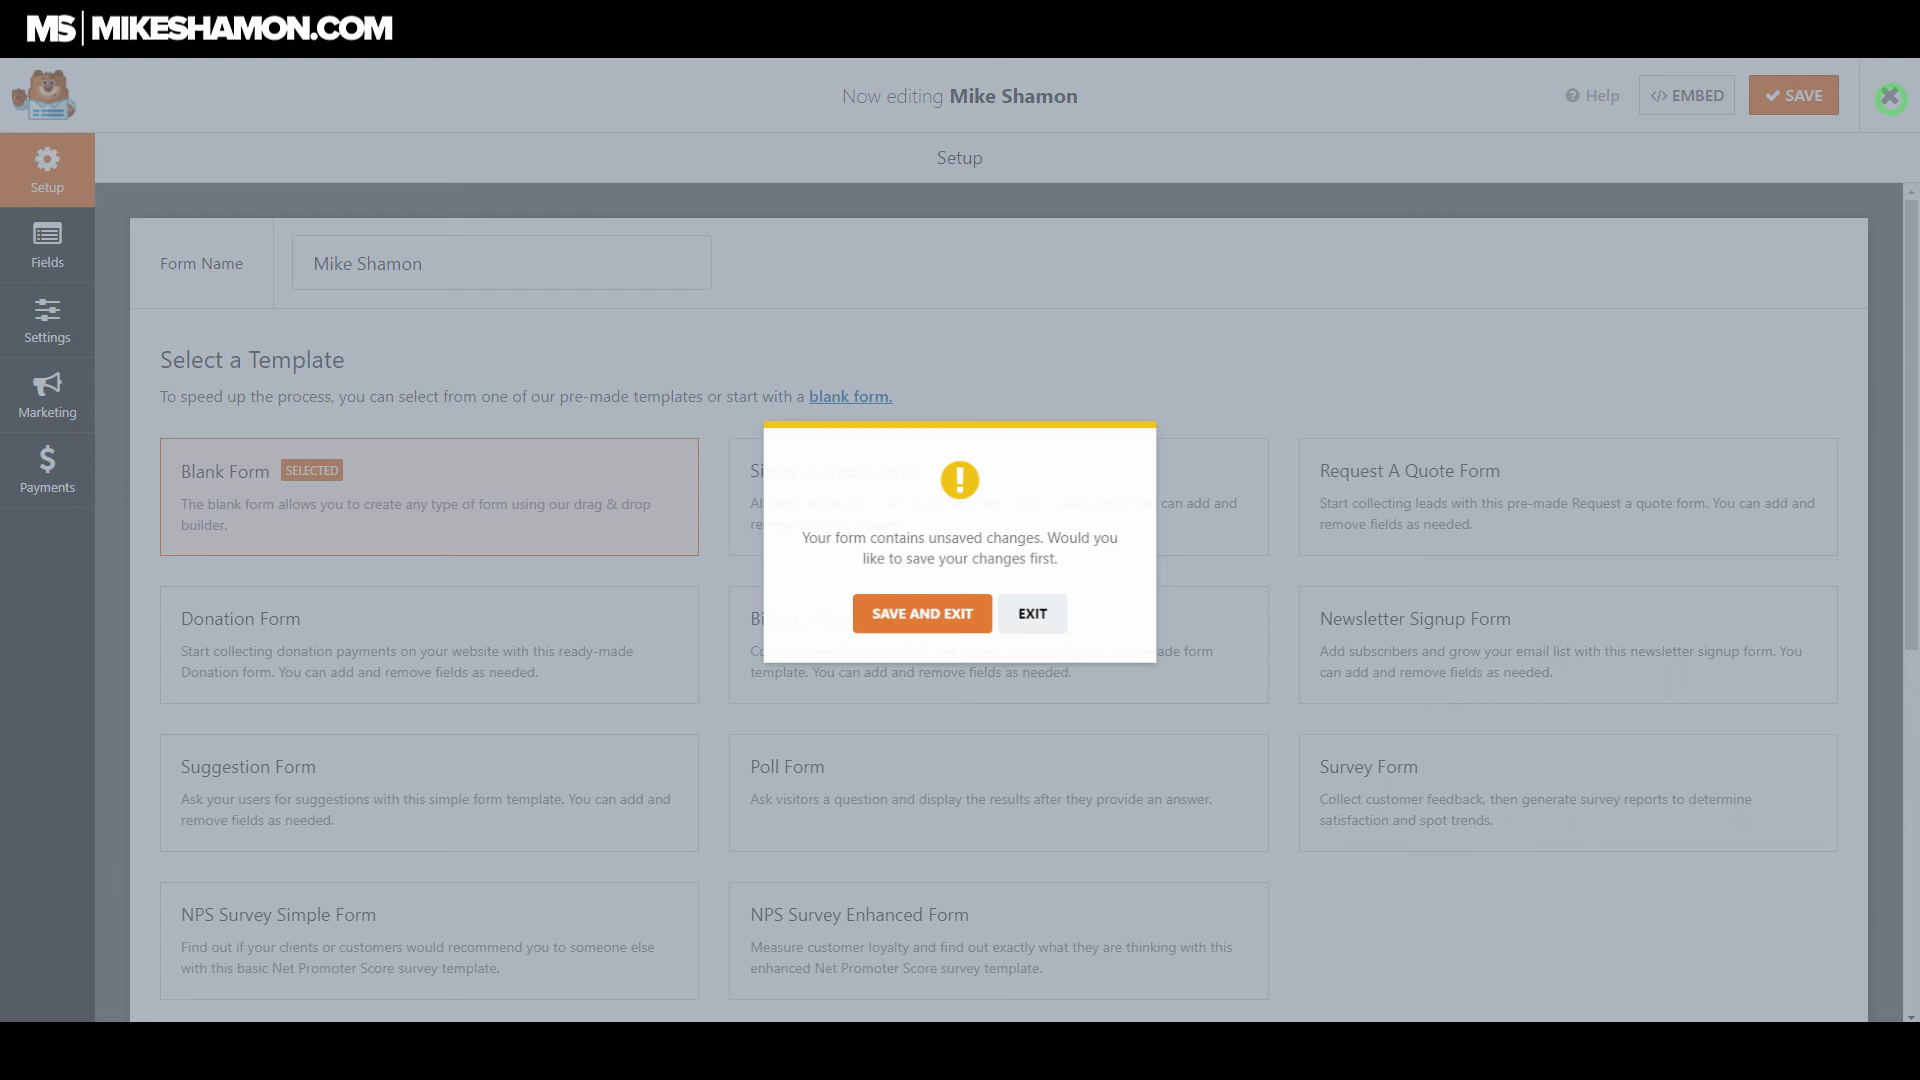 MS | MIKESHAMON.COM
Now editing Mike Shamon
Help
</> EMBED
SAVE
Setup
Setup
Fields
Settings
Marketing
Payments
Form Name
Mike Shamon
Select a Template
To speed up the process, you can select from one of our pre-made templates or start with a blank form.
Blank Form SELECTED
The blank form allows you to create any type of form using our drag & drop
builder.
can add and
Request A Quote Form
Start collecting leads with this pre-made Request a quote form. You can add and
remove fields as needed.
Your form contains unsaved changes. Would you
like to save your changes first.
SAVE AND EXIT
EXIT
Donation Form
Start collecting donation payments on your website with this ready-made
Donation form. You can add and remove fields as needed.
ade form
template. You can add and remove fields as needed.
Newsletter Signup Form
Add subscribers and grow your email list with this newsletter signup form. You
can add and remove fields as needed.
Suggestion Form
Ask your users for suggestions with this simple form template. You can add and
remove fields as needed.
Poll Form
Ask visitors a question and display the results after they provide an answer.
Survey Form
Collect customer feedback, then generate survey reports to determine
satisfaction and spot trends.
NPS Survey Simple Form
Find out if your clients or customers would recommend you to someone else
with this basic Net Promoter Score survey template.
NPS Survey Enhanced Form
Measure customer loyalty and find out exactly what they are thinking with this
enhanced Net Promoter Score survey template.